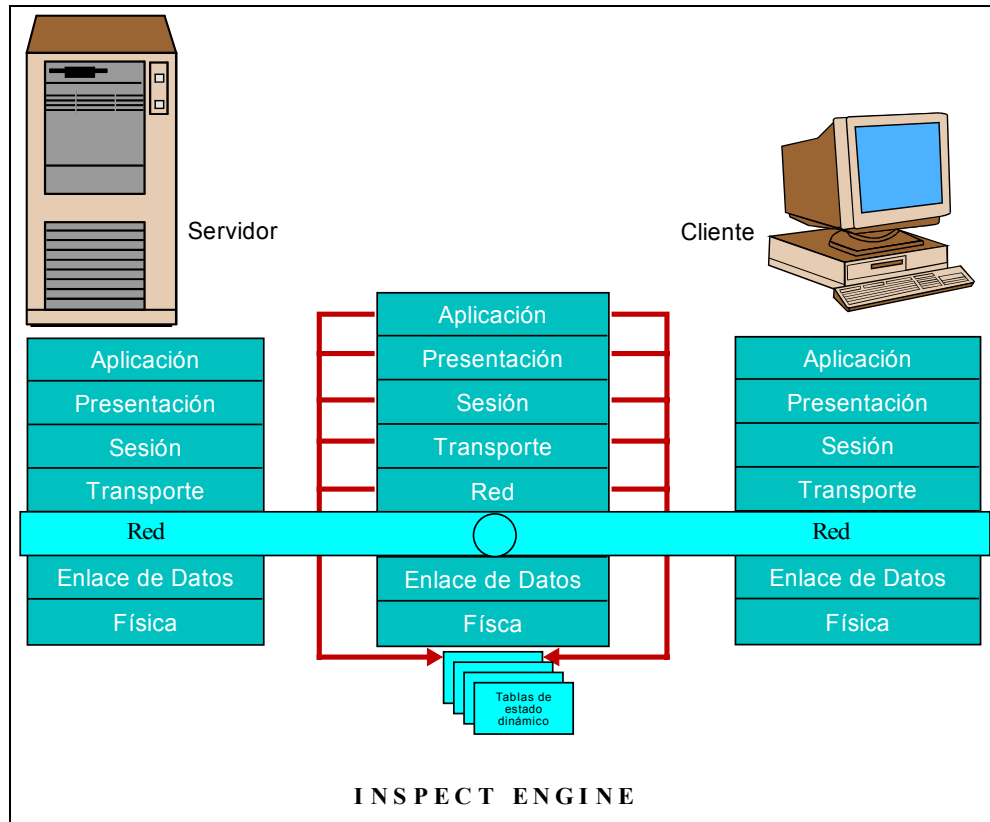 Servidor
Cliente
Aplicación
Presentación
Sesión
Transporte
Red
Enlace de Datos
Física
Aplicación
Presentación
Sesión
Transporte
Red
Enlace de Datos
Físca
Tablas de
estado
dinámico
Aplicación
Presentación
Sesión
Transporte
Red
Enlace de Datos
Física
INSPECT ENGINE